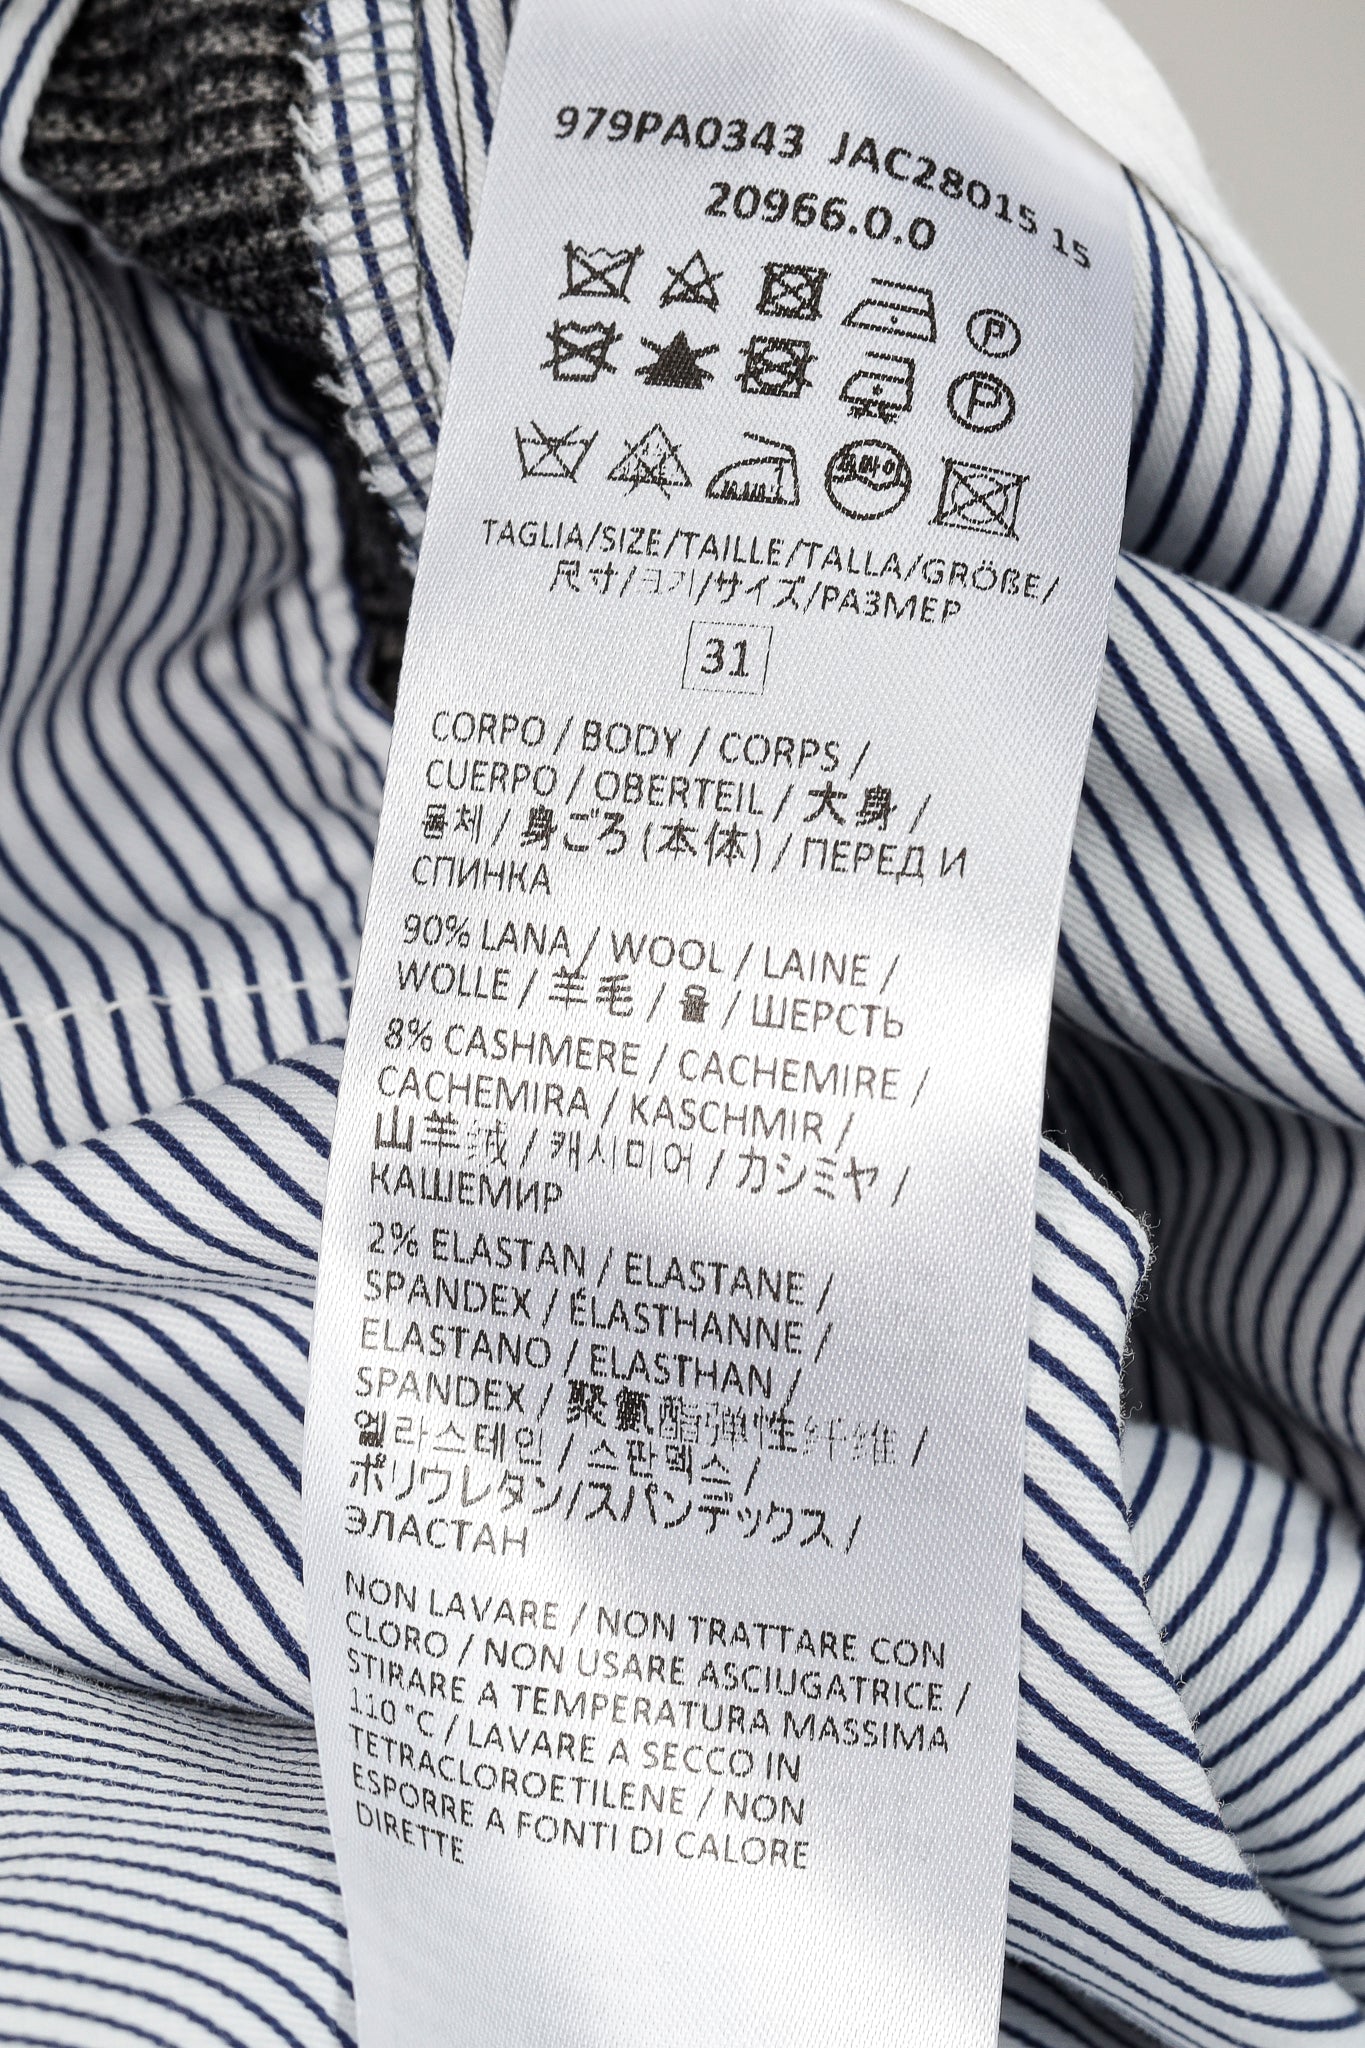 979PA0343 JAC28015 15
20966.0.0
P
P
TAGLIA/SIZE/TAILLE/TALLA/GRÖßE/
尺寸/크기/サイズ/РАЗМЕР
31
CORPO / BODY / CORPS /
CUERPO / OBERTEIL / 大身 /
몸체 / 身ごろ (本体) / ПЕРЕД И
СПИНКА
90% LANA / WOOL / LAINE /
WOLLE / 羊毛 / 울 / ШЕРСТЬ
8% CASHMERE / CACHEMIRE /
CACHEMIRA / KASCHMIR /
山羊绒 / 캐시미어 / カシミヤ /
КАШЕМИР
2% ELASTAN / ELASTANE /
SPANDEX / ÉLASTHANNE /
ELASTANO / ELASTHAN /
SPANDEX / 聚氨酯弹性纤维 /
엘라스테인 / 스판덱스 /
ポリウレタン/スパンデックス /
ЭЛАСТАН
NON LAVARE / NON TRATTARE CON
CLORO / NON USARE ASCIUGATRICE /
STIRARE A TEMPERATURA MASSIMA
110 °C / LAVARE A SECCO IN
TETRACLOROETILENE / NON
ESPORRE A FONTI DI CALORE
DIRETTE